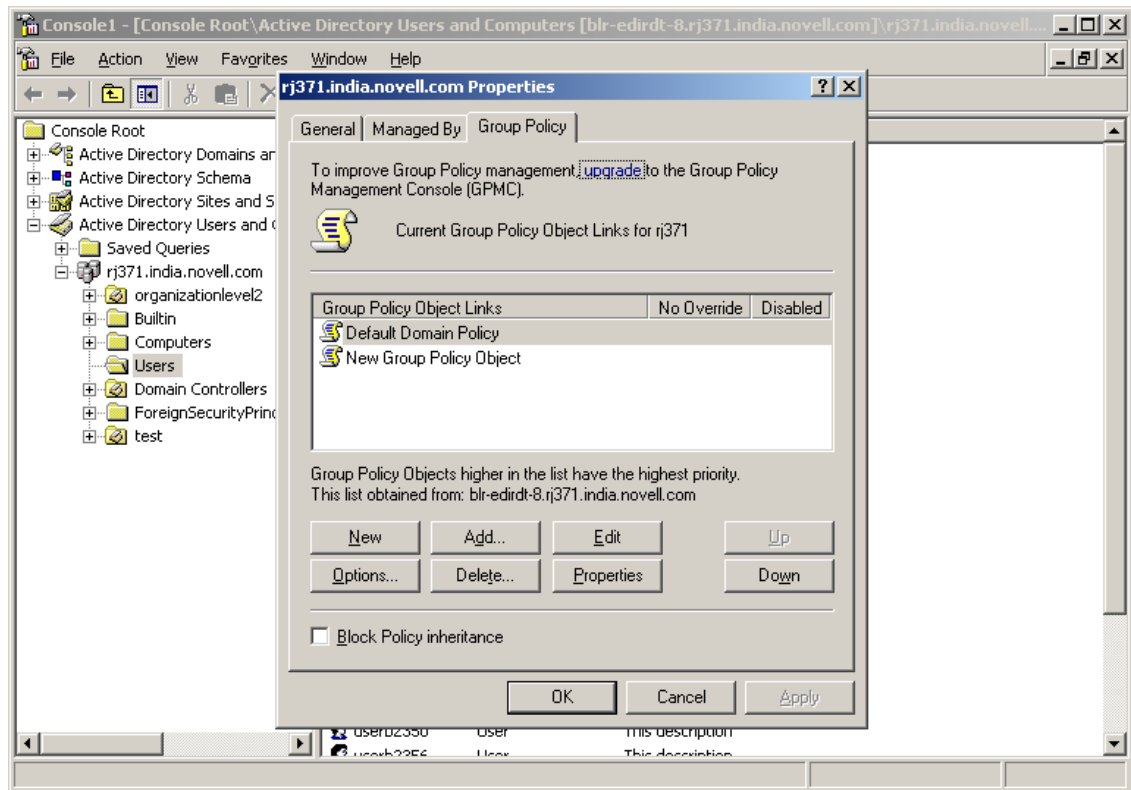 Console1 - [Console Root\Active Directory Users and Computers [blr-edirdt-8.rj371.india.novell.com]\rj371.india.novell....
File Action View Favorites Window Help
rj371.india.novell.com Properties
Console Root
Active Directory Domains an
Active Directory Schema
Active Directory Sites and S
Active Directory Users and
Saved Queries
rj371.india.novell.com
organizationlevel2
Builtin
Computers
Users
Domain Controllers
ForeignSecurityPrinc
test
General Managed By Group Policy
To improve Group Policy management, upgrade to the Group Policy
Management Console (GPMC).
Current Group Policy Object Links for rj371
Group Policy Object Links No Override Disabled
Default Domain Policy
New Group Policy Object
Group Policy Objects higher in the list have the highest priority.
This list obtained from: blr-edirdt-8.rj371.india.novell.com
New Add... Edit Up
Options... Delete... Properties Down
Block Policy inheritance
OK Cancel Apply
userb2350 User This description
userb2356 User This description